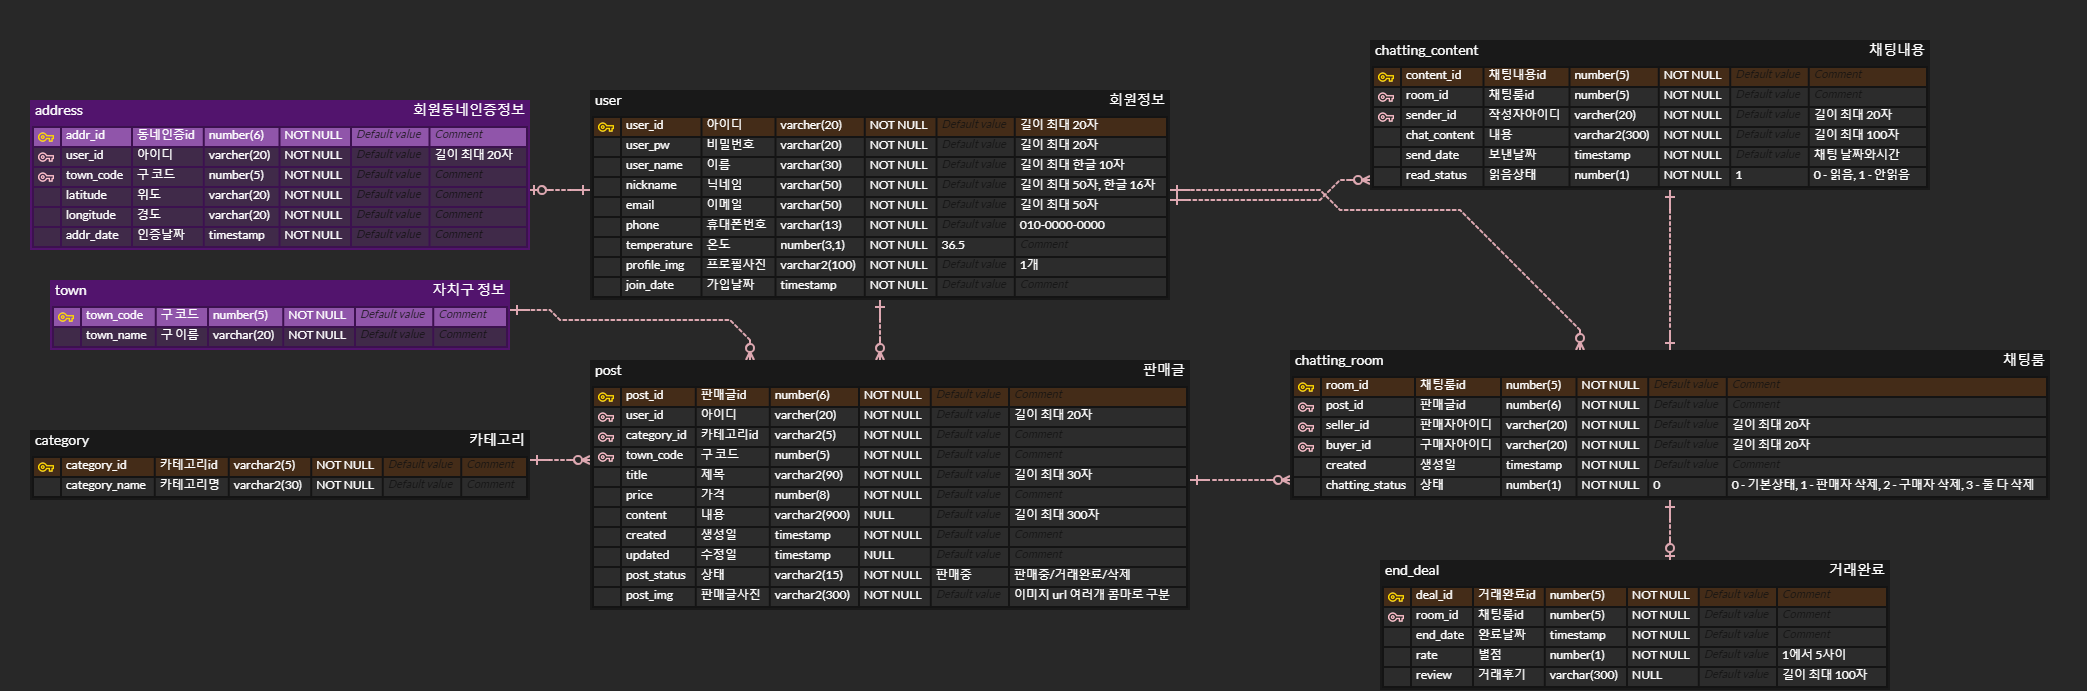 address 회원동네인증정보
addr_id 동네인증id number(6) NOT NULL Default value Comment
user_id 아이디 varcher(20) NOT NULL Default value 길이 최대 20자
town_code 구 코드 number(5) NOT NULL Default value Comment
latitude 위도 varchar(20) NOT NULL Default value Comment
longitude 경도 varchar(20) NOT NULL Default value Comment
addr_date 인증날짜 timestamp NOT NULL Default value Comment
town 자치구 정보
town_code 구 코드 number(5) NOT NULL Default value Comment
town_name 구 이름 varchar(20) NOT NULL Default value Comment
category 카테고리
category_id 카테고리id varchar2(5) NOT NULL Default value Comment
category_name 카테고리명 varchar2(30) NOT NULL Default value Comment
user 회원정보
user_id 아이디 varcher(20) NOT NULL Default value 길이 최대 20자
user_pw 비밀번호 varchar(20) NOT NULL Default value 길이 최대 20자
user_name 이름 varchar(30) NOT NULL Default value 길이 최대 한글 10자
nickname 닉네임 varchar(50) NOT NULL Default value 길이 최대 50자, 한글 16자
email 이메일 varchar(50) NOT NULL Default value 길이 최대 50자
phone 휴대폰번호 varchar(13) NOT NULL Default value 010-0000-0000
temperature 온도 number(3,1) NOT NULL 36.5 Comment
profile_img 프로필사진 varchar2(100) NOT NULL Default value 1개
join_date 가입날짜 timestamp NOT NULL Default value Comment
post 판매글
post_id 판매글id number(6) NOT NULL Default value Comment
user_id 아이디 varcher(20) NOT NULL Default value 길이 최대 20자
category_id 카테고리id varchar2(5) NOT NULL Default value Comment
town_code 구 코드 number(5) NOT NULL Default value Comment
title 제목 varchar2(90) NOT NULL Default value 길이 최대 30자
price 가격 number(8) NOT NULL Default value Comment
content 내용 varchar2(900) NULL Default value 길이 최대 300자
created 생성일 timestamp NOT NULL Default value Comment
updated 수정일 timestamp NULL Default value Comment
post_status 상태 varchar2(15) NOT NULL 판매중 판매중/거래완료/삭제
post_img 판매글사진 varchar2(300) NOT NULL Default value 이미지 url 여러개 콤마로 구분
chatting_content 채팅내용
content_id 채팅내용id number(5) NOT NULL Default value Comment
room_id 채팅룸id number(5) NOT NULL Default value Comment
sender_id 작성자아이디 varcher(20) NOT NULL Default value 길이 최대 20자
chat_content 내용 varchar2(300) NOT NULL Default value 길이 최대 100자
send_date 보낸날짜 timestamp NOT NULL Default value 채팅 날짜와시간
read_status 읽음상태 number(1) NOT NULL 1 0 - 읽음, 1 - 안읽음
chatting_room 채팅룸
room_id 채팅룸id number(5) NOT NULL Default value Comment
post_id 판매글id number(6) NOT NULL Default value Comment
seller_id 판매자아이디 varcher(20) NOT NULL Default value 길이 최대 20자
buyer_id 구매자아이디 varcher(20) NOT NULL Default value 길이 최대 20자
created 생성일 timestamp NOT NULL Default value Comment
chatting_status 상태 number(1) NOT NULL 0 0 - 기본상태, 1 - 판매자 삭제, 2 - 구매자 삭제, 3 - 둘 다 삭제
end_deal 거래완료
deal_id 거래완료id number(5) NOT NULL Default value Comment
room_id 채팅룸id number(5) NOT NULL Default value Comment
end_date 완료날짜 timestamp NOT NULL Default value Comment
rate 별점 number(1) NOT NULL Default value 1에서 5사이
review 거래후기 varchar(300) NULL Default value 길이 최대 100자